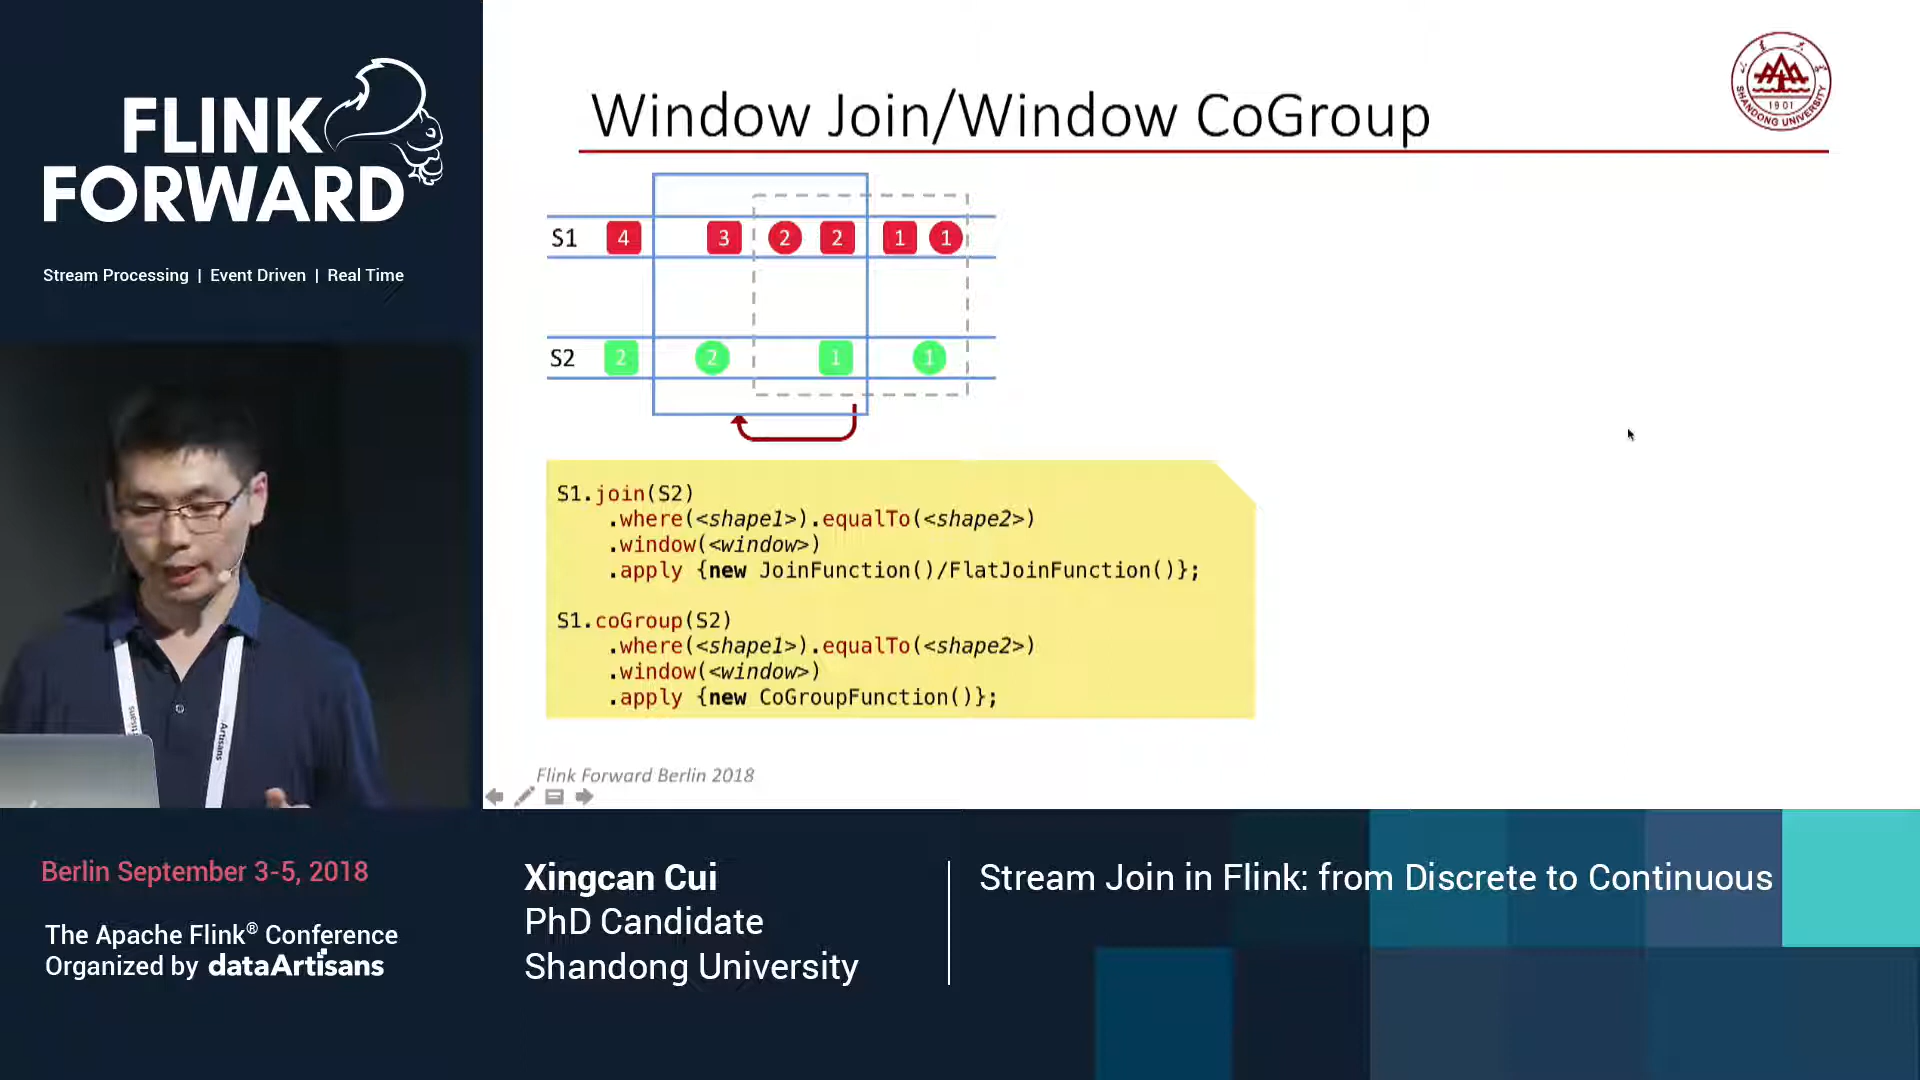 FLINK
FORWARD
Stream Processing | Event Driven | Real Time
Window Join/Window CoGroup
SHANDONG UNIVERSITY
1901
S1 4 3 2 2 1 1
S2 2 2 1 1
S1.join(S2)
.where(<shape1>).equalTo(<shape2>)
.window(<window>)
.apply {new JoinFunction()/FlatJoinFunction()};
S1.coGroup(S2)
.where(<shape1>).equalTo(<shape2>)
.window(<window>)
.apply {new CoGroupFunction()};
Flink Forward Berlin 2018
Artisans
Berlin September 3-5, 2018
The Apache Flink® Conference
Organized by dataArtisans
Xingcan Cui
PhD Candidate
Shandong University
Stream Join in Flink: from Discrete to Continuous